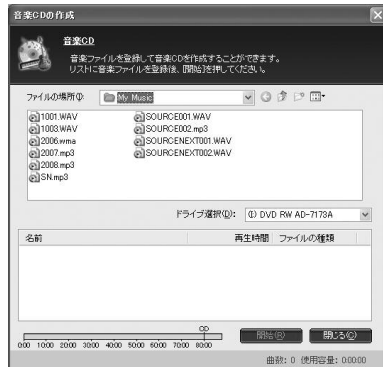 音楽CDの作成
音楽CD
音楽ファイルを登録して音楽CDを作成することができます。
リストに音楽ファイルを登録後、[開始]を押してください。
ファイルの場所(I): My Music
1001.WAV SOURCE001.WAV
1003.WAV SOURCE002.mp3
2006.wma SOURCENEXT001.WAV
2007.mp3 SOURCENEXT002.WAV
2008.mp3
SN.mp3
ドライブ選択(D): (I) DVD RW AD-7173A
名前 再生時間 ファイルの種類
CD
0:00 10:00 20:00 30:00 40:00 50:00 60:00 70:00 80:00
開始(R) 閉じる(C)
曲数: 0 使用容量: 0:00:00